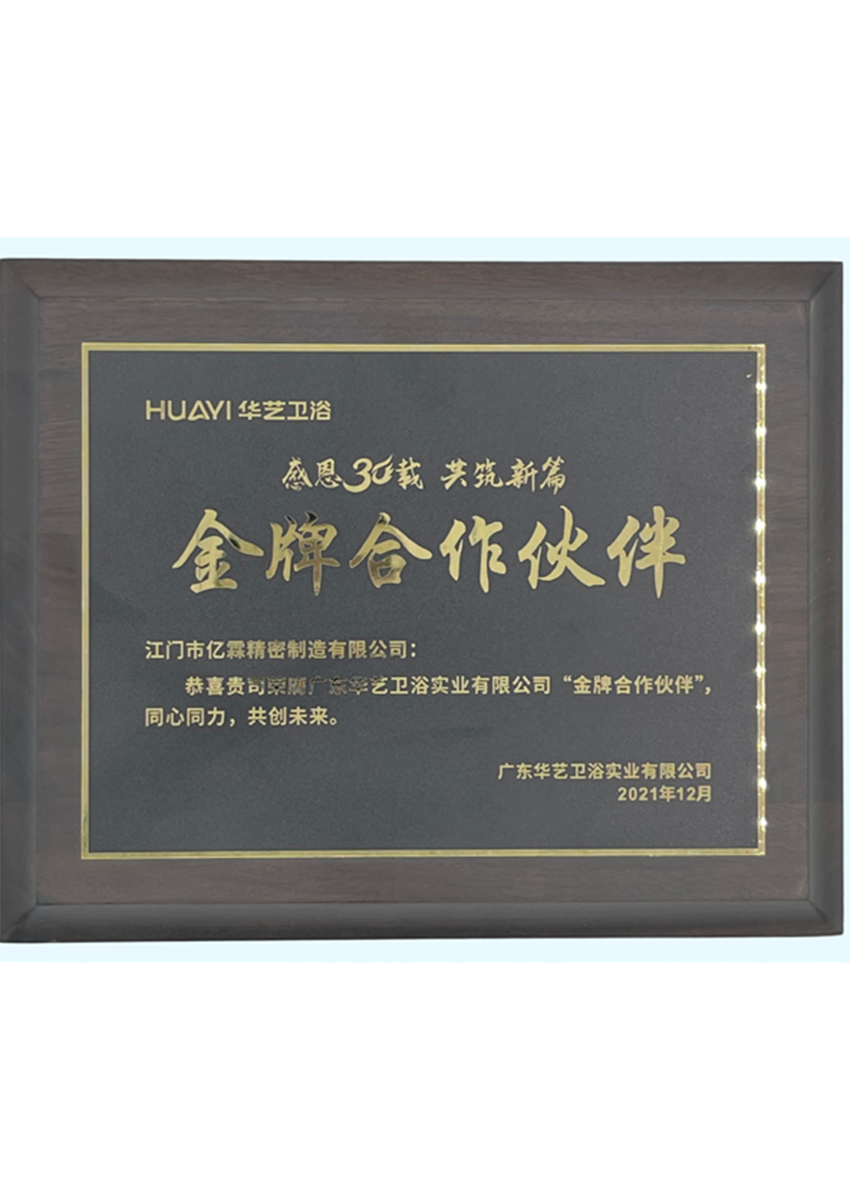 HUAYI 华艺卫浴
感恩30载 共筑新篇
金牌合作伙伴
江门市亿霖精密制造有限公司：
恭喜贵司荣膺广东华艺卫浴实业有限公司“金牌合作伙伴”，
同心同力，共创未来。
广东华艺卫浴实业有限公司
2021年12月